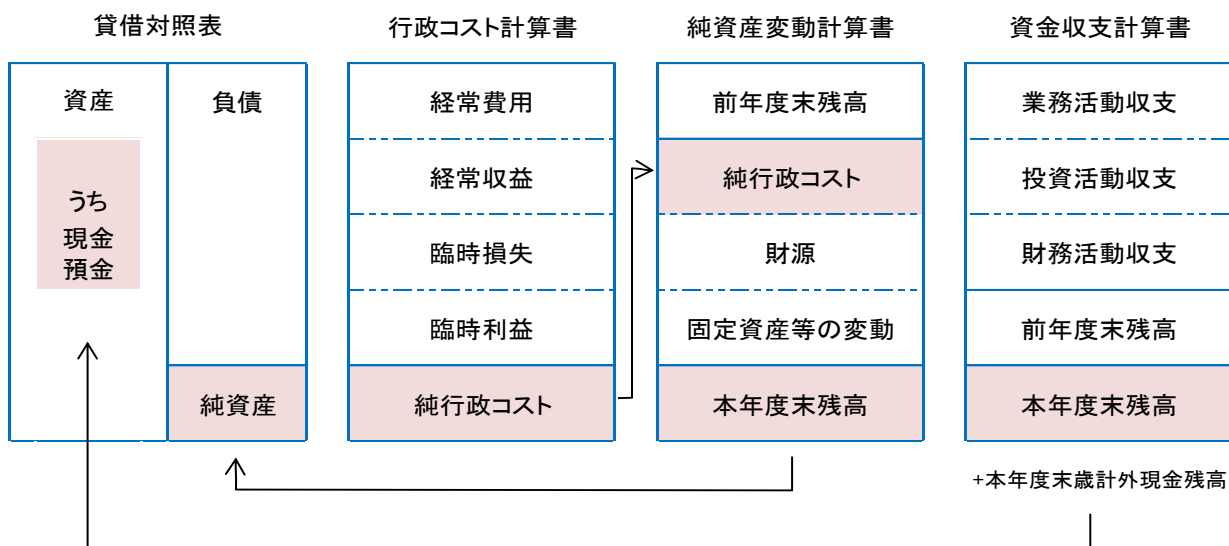 貸借対照表
資産
うち
現金
預金
負債
純資産
行政コスト計算書
経常費用
経常収益
臨時損失
臨時利益
純行政コスト
純資産変動計算書
前年度末残高
純行政コスト
財源
固定資産等の変動
本年度末残高
資金収支計算書
業務活動収支
投資活動収支
財務活動収支
前年度末残高
本年度末残高
+本年度末歳計外現金残高